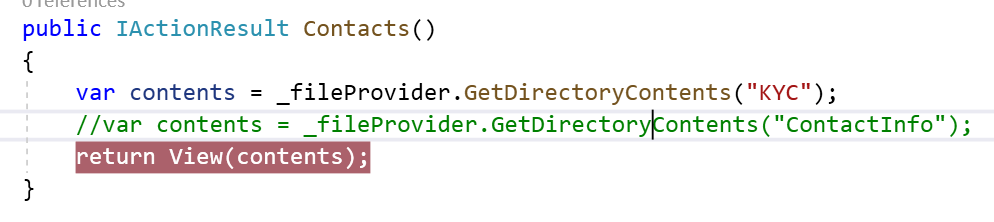 0 references
public IActionResult Contacts()
{
var contents = _fileProvider.GetDirectoryContents("KYC");
//var contents = _fileProvider.GetDirectoryContents("ContactInfo");
return View(contents);
}